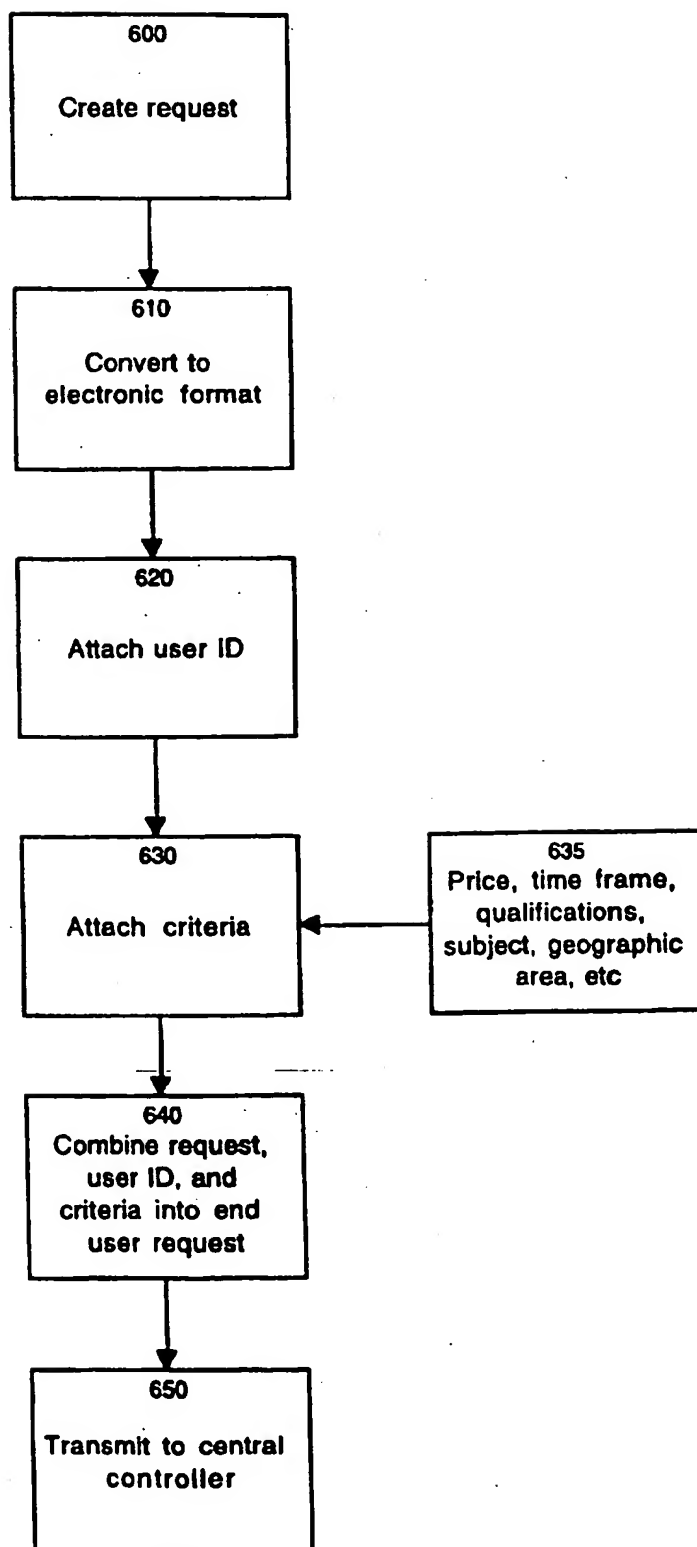 600
Create request
610
Convert to
electronic format
620
Attach user ID
630
Attach criteria
635
Price, time frame,
qualifications,
subject, geographic
area, etc
640
Combine request,
user ID, and
criteria into end
user request
650
Transmit to central
controller